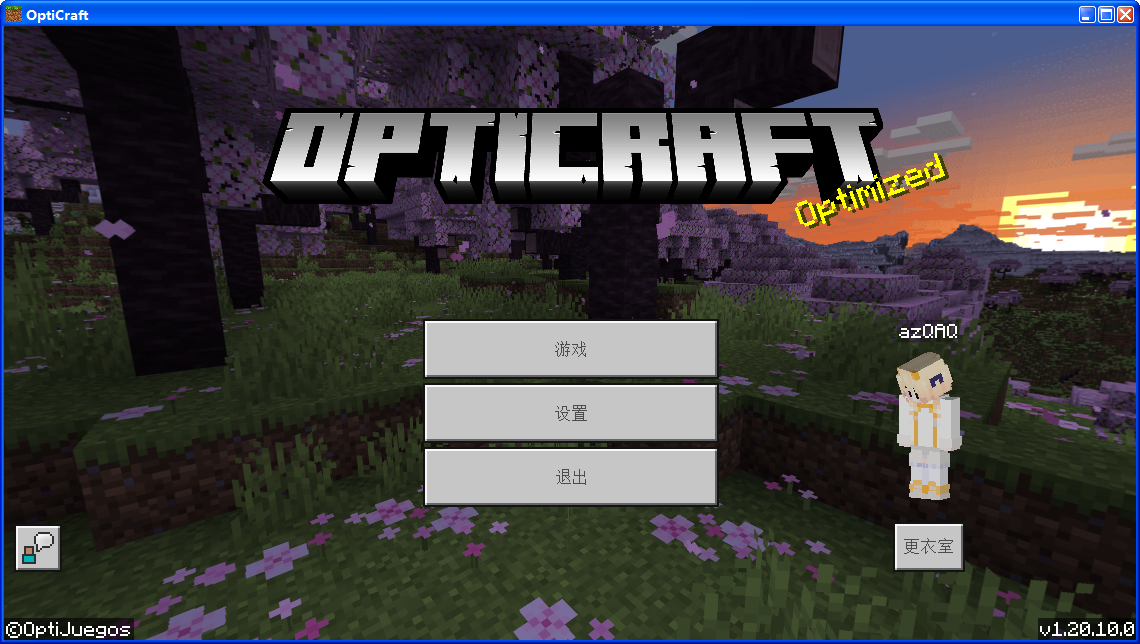 OptiCraft
OPTICRAFT
Optimized
游戏
azQAQ
设置
退出
更衣室
©OptiJuegos
v1.20.10.0